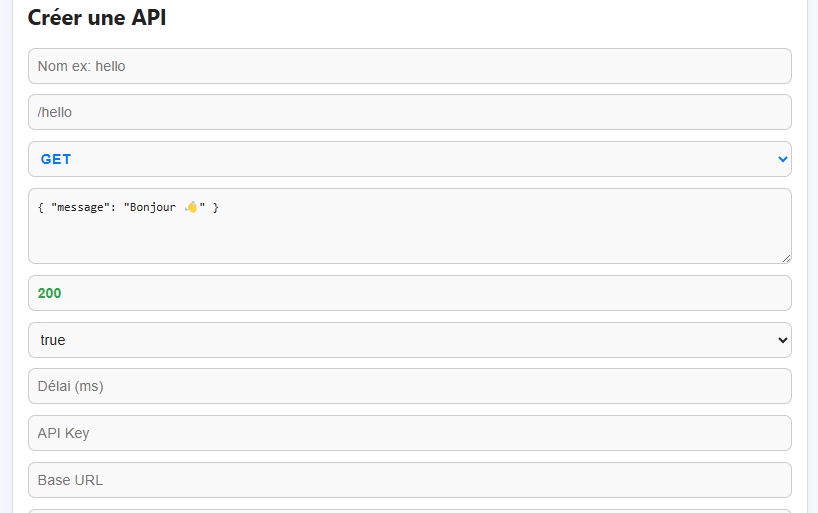 Créer une API
Nom ex: hello
/hello
GET
{ "message": "Bonjour 👋" }
200
true
Délai (ms)
API Key
Base URL